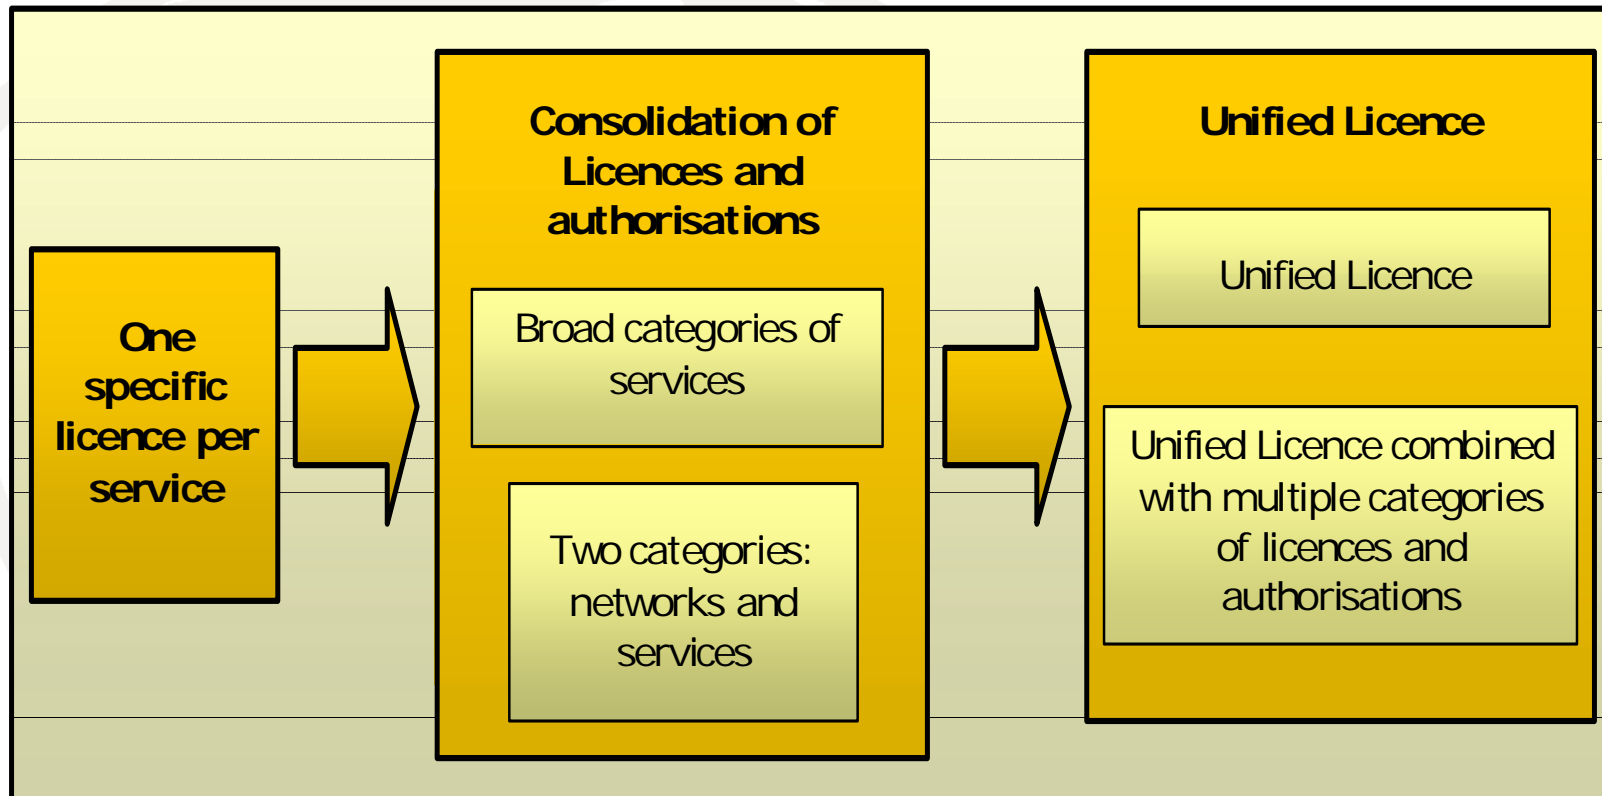 One
specific
licence per
service
Consolidation of
Licences and
authorisations
Broad categories of
services
Two categories:
networks and
services
Unified Licence
Unified Licence
Unified Licence combined
with multiple categories
of licences and
authorisations